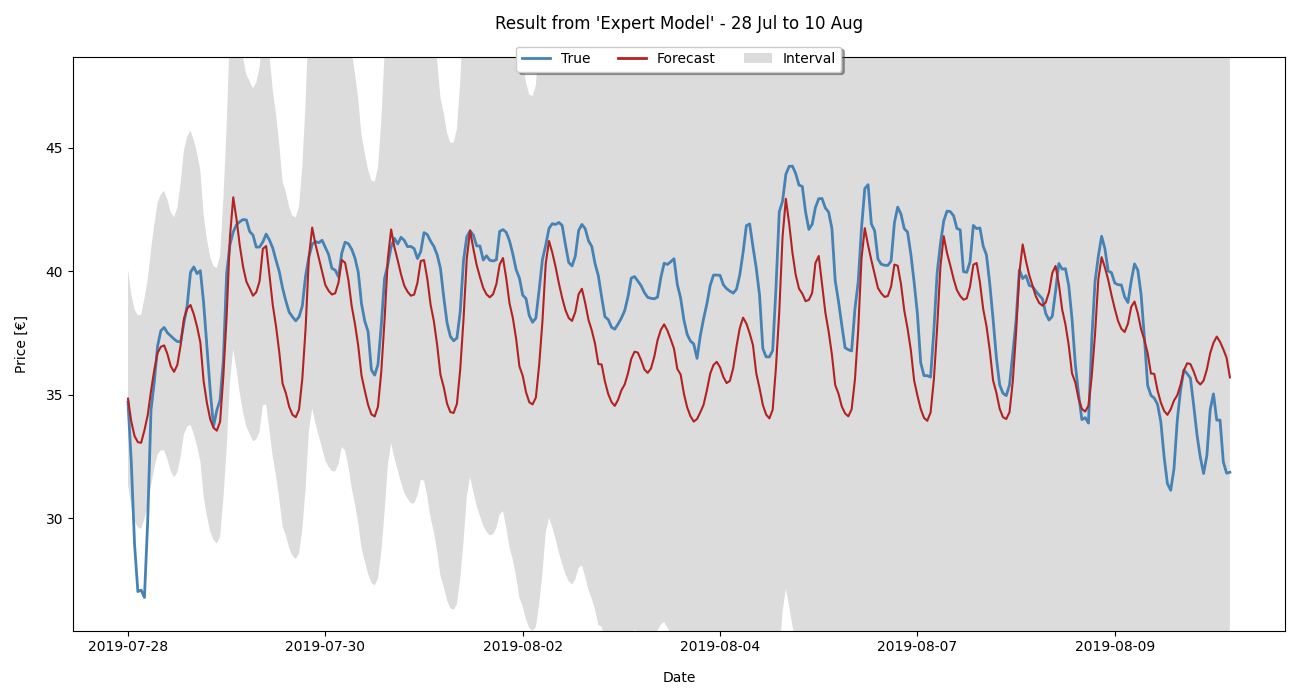 Result from 'Expert Model' - 28 Jul to 10 Aug
True Forecast Interval
45
40
35
30
Price [€]
2019-07-28 2019-07-30 2019-08-02 2019-08-04 2019-08-07 2019-08-09
Date